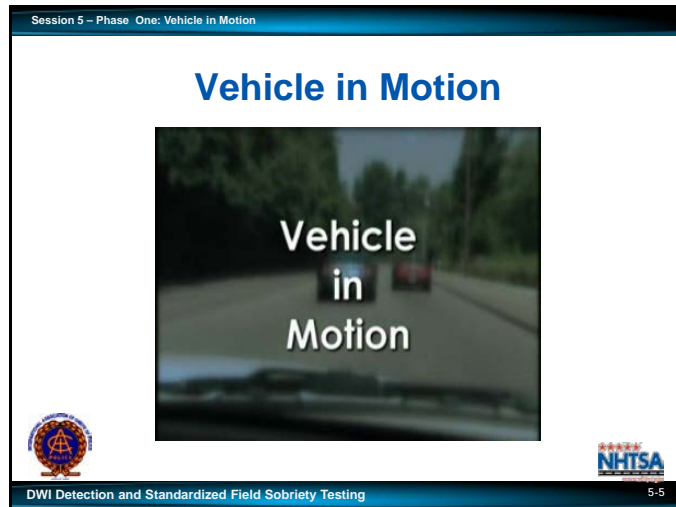 Session 5 – Phase One: Vehicle in Motion
Vehicle in Motion
Vehicle
in
Motion
POLICE
NHTSA
DWI Detection and Standardized Field Sobriety Testing
5-5